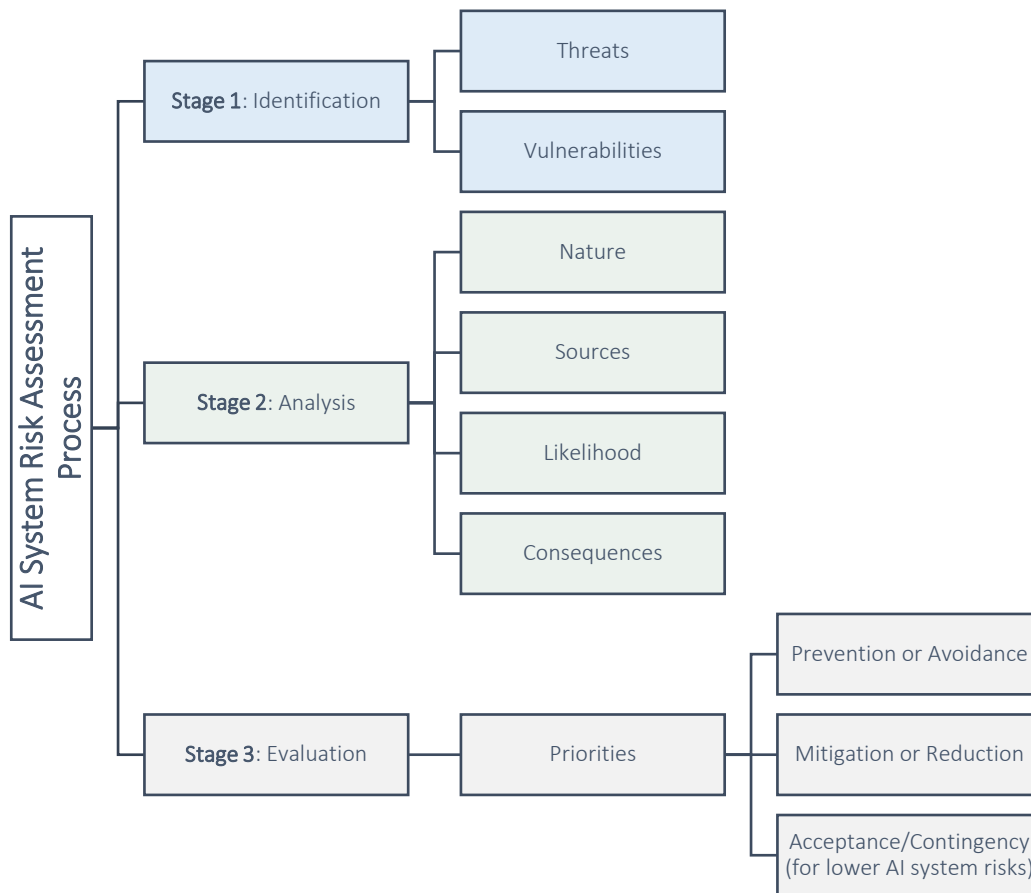 AI System Risk Assessment
Process
Stage 1: Identification
Threats
Vulnerabilities
Stage 2: Analysis
Nature
Sources
Likelihood
Consequences
Stage 3: Evaluation
Priorities
Prevention or Avoidance
Mitigation or Reduction
Acceptance/Contingency
(for lower AI system risks)